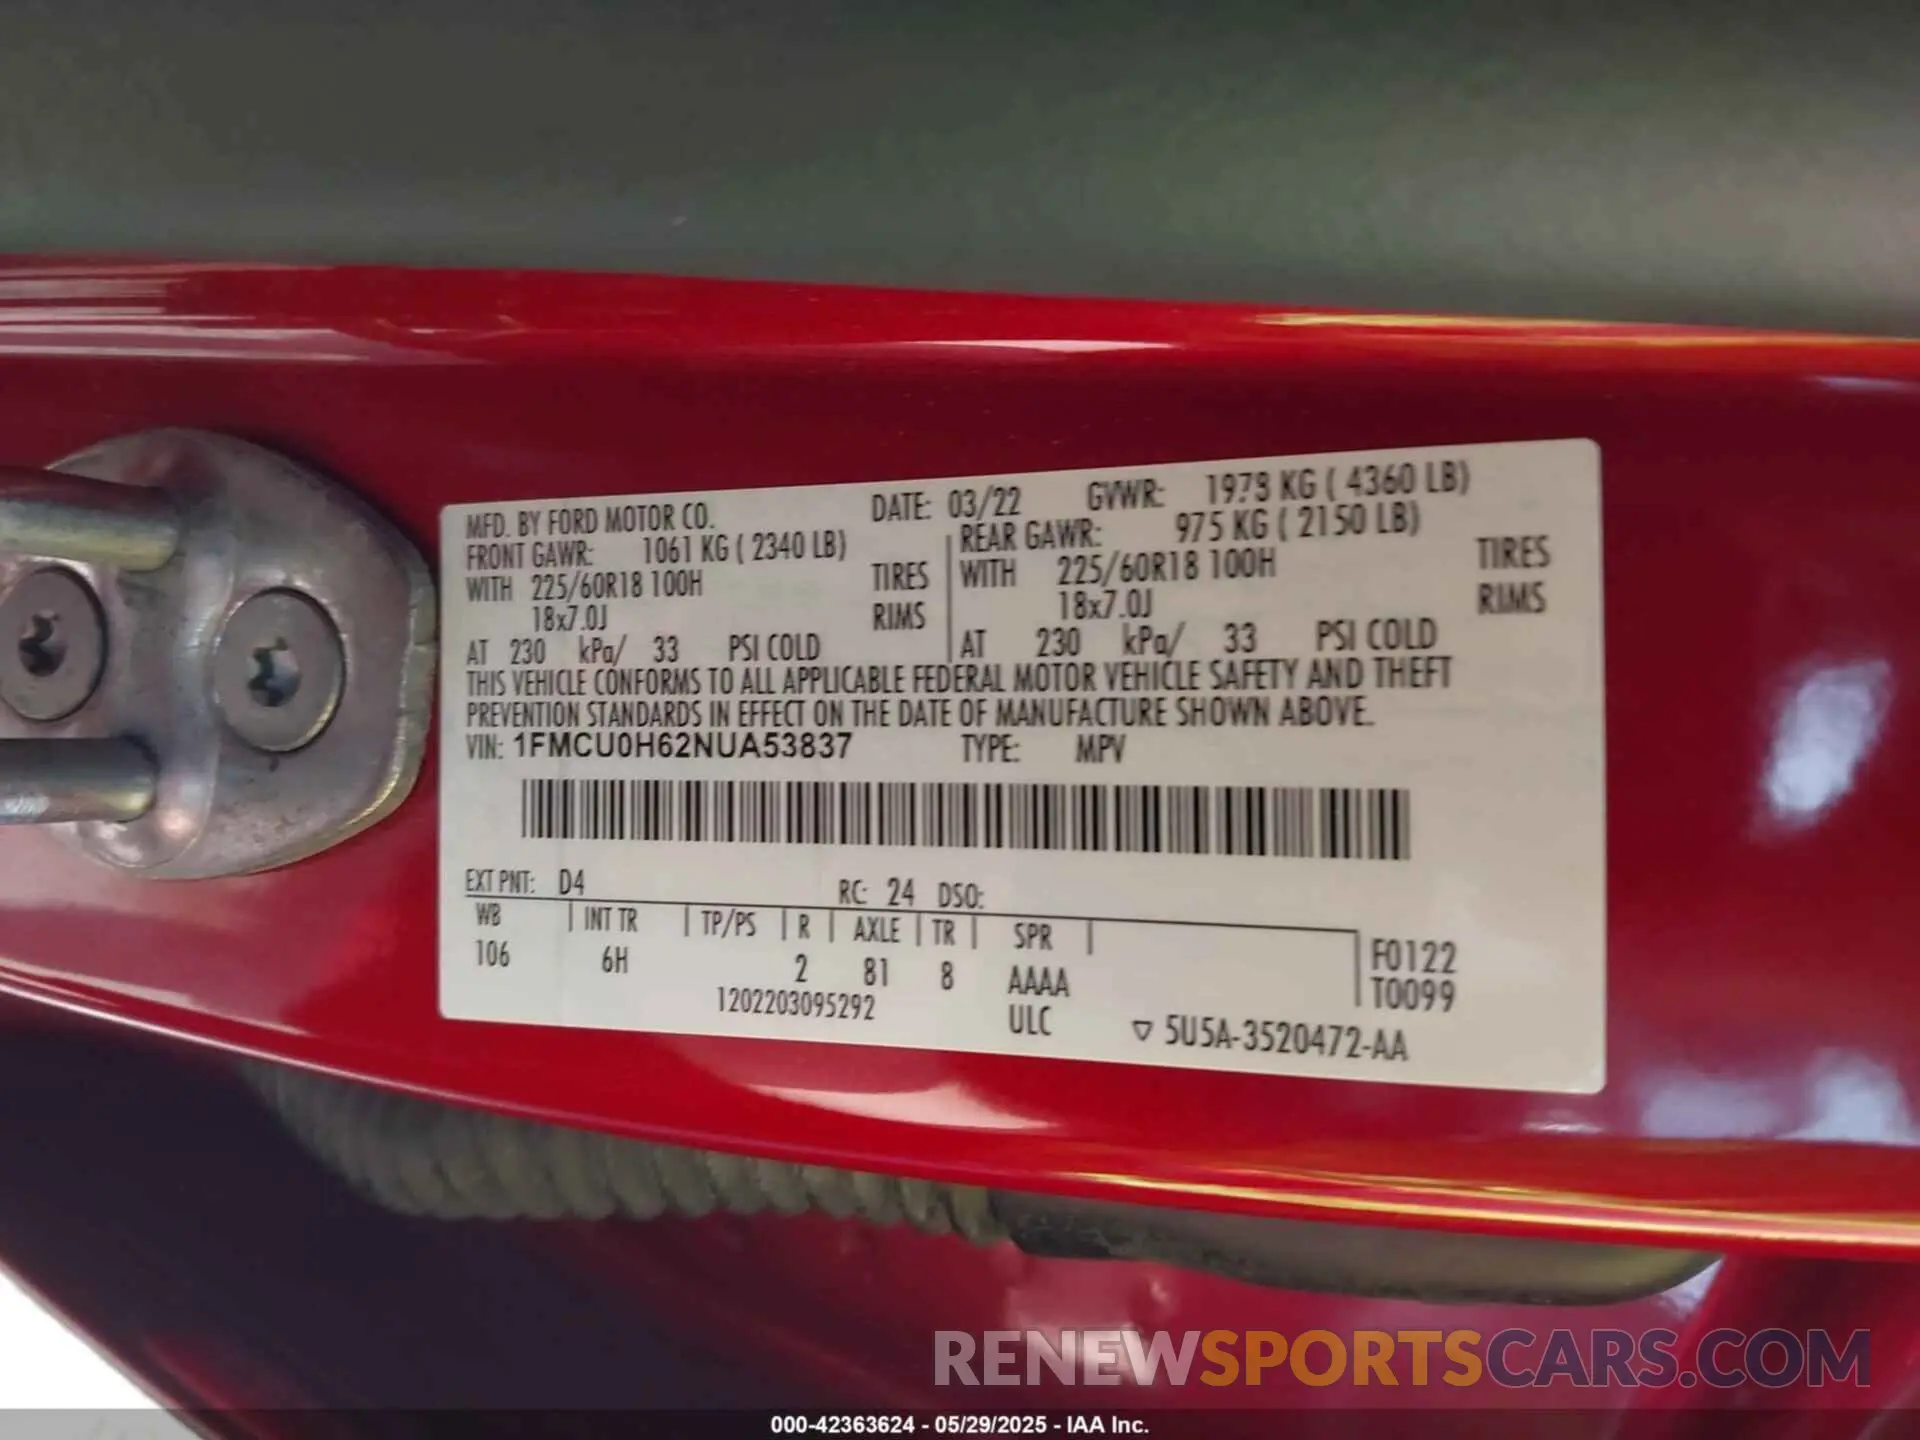 MFD. BY FORD MOTOR CO. DATE: 03/22 GVWR: 1978 KG ( 4360 LB)
FRONT GAWR: 1061 KG ( 2340 LB) REAR GAWR: 975 KG ( 2150 LB)
WITH 225/60R18 100H TIRES WITH 225/60R18 100H TIRES
18x7.0J RIMS 18x7.0J RIMS
AT 230 kPa/ 33 PSI COLD AT 230 kPa/ 33 PSI COLD
THIS VEHICLE CONFORMS TO ALL APPLICABLE FEDERAL MOTOR VEHICLE SAFETY AND THEFT
PREVENTION STANDARDS IN EFFECT ON THE DATE OF MANUFACTURE SHOWN ABOVE.
VIN: 1FMCU0H62NUA53837 TYPE: MPV
EXT PNT: D4 RC: 24 DSO:
WB INT TR TP/PS R AXLE TR SPR
106 6H 2 81 8 AAAA
F0122
T0099
1202203095292 ULC ▽ 5U5A-3520472-AA
RENEWSPORTSCARS.COM
000-42363624 - 05/29/2025 - IAA Inc.